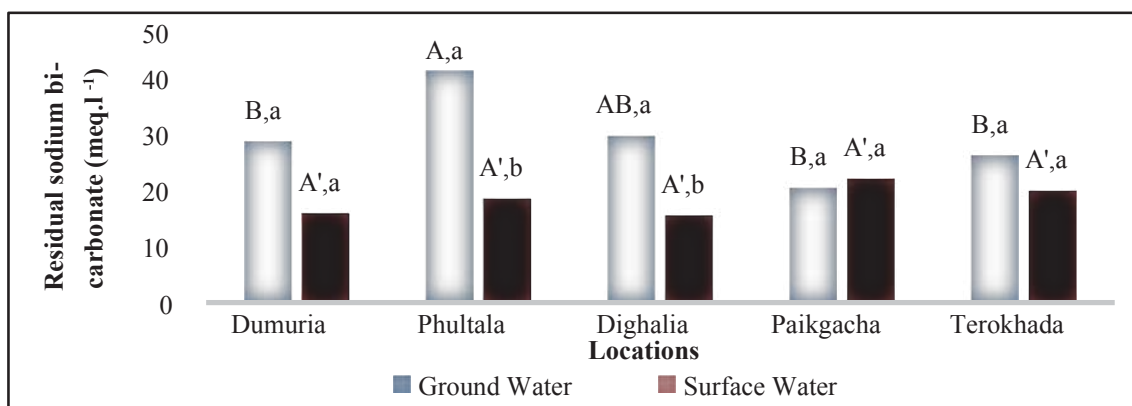 Residual sodium bi-
carbonate (meq.l -1)
50
40
30
20
10
0
B,a
A',a
A,a
A',b
AB,a
A',b
B,a
A',a
B,a
A',a
Dumuria
Phultala
Dighalia
Paikgacha
Terokhada
Locations
Ground Water
Surface Water